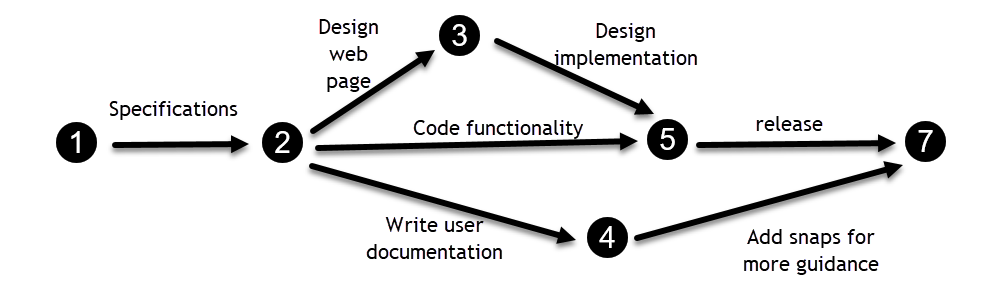 Design
web
page
3
Design
implementation
Specifications
1
2
Code functionality
5
release
7
Write user
documentation
4
Add snaps for
more guidance